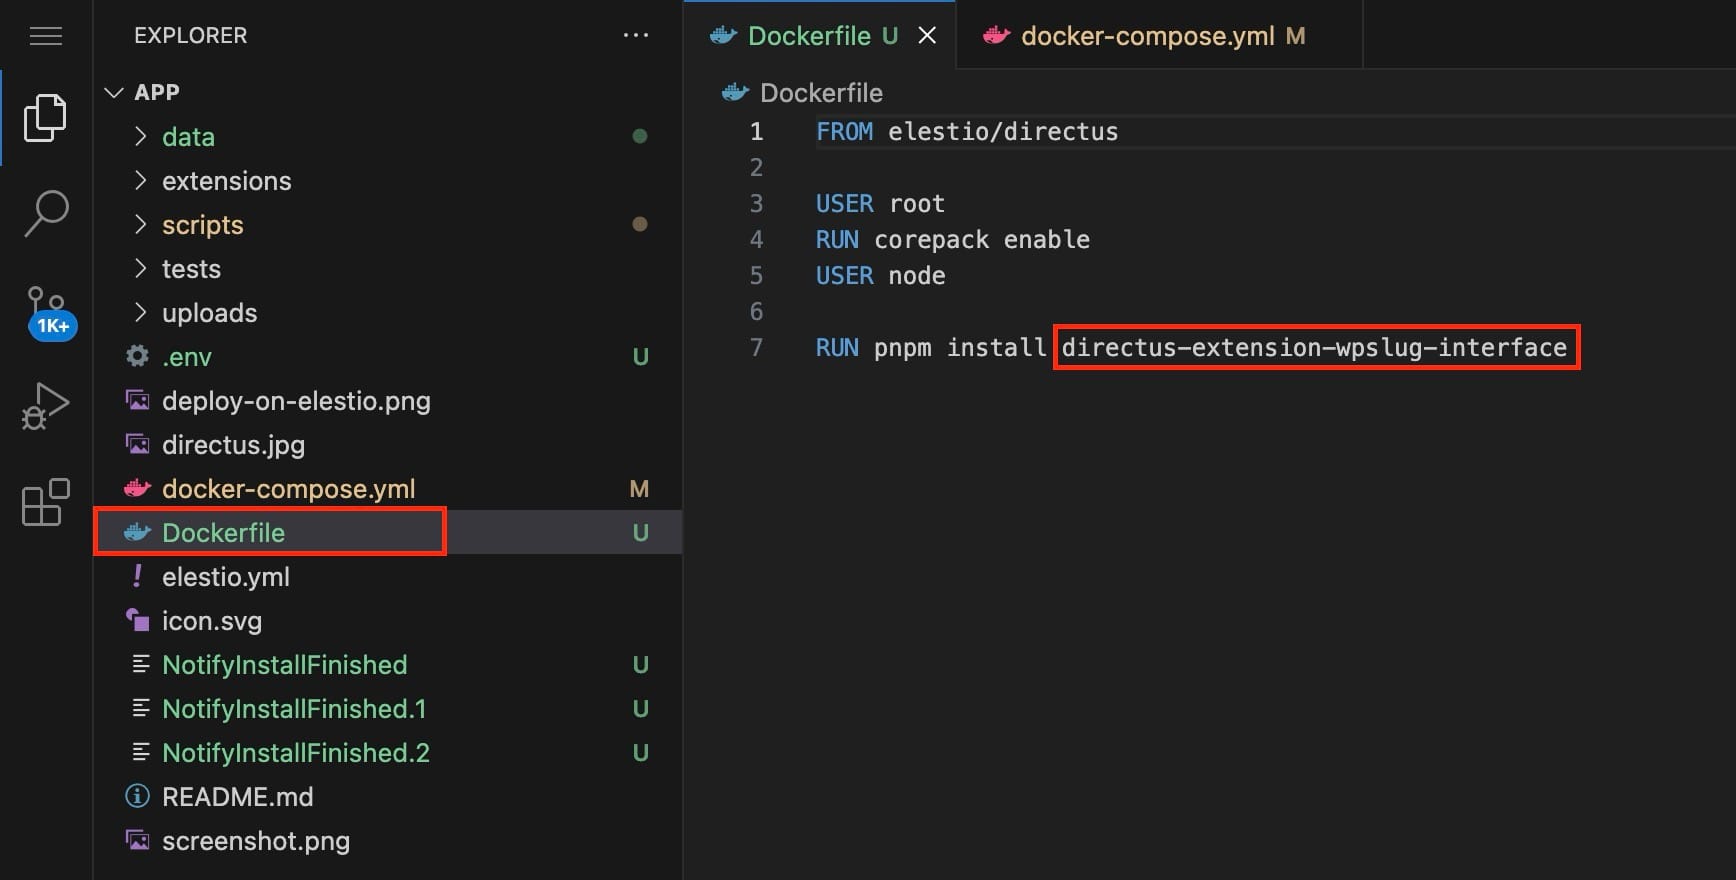 EXPLORER
APP
data
extensions
scripts
tests
uploads
.env U
deploy-on-elestio.png
directus.jpg
docker-compose.yml M
Dockerfile U
elestio.yml
icon.svg
NotifyInstallFinished U
NotifyInstallFinished.1 U
NotifyInstallFinished.2 U
README.md
screenshot.png
1K+
Dockerfile U
docker-compose.yml M
Dockerfile
1 FROM elestio/directus
2
3 USER root
4 RUN corepack enable
5 USER node
6
7 RUN pnpm install directus-extension-wpslug-interface